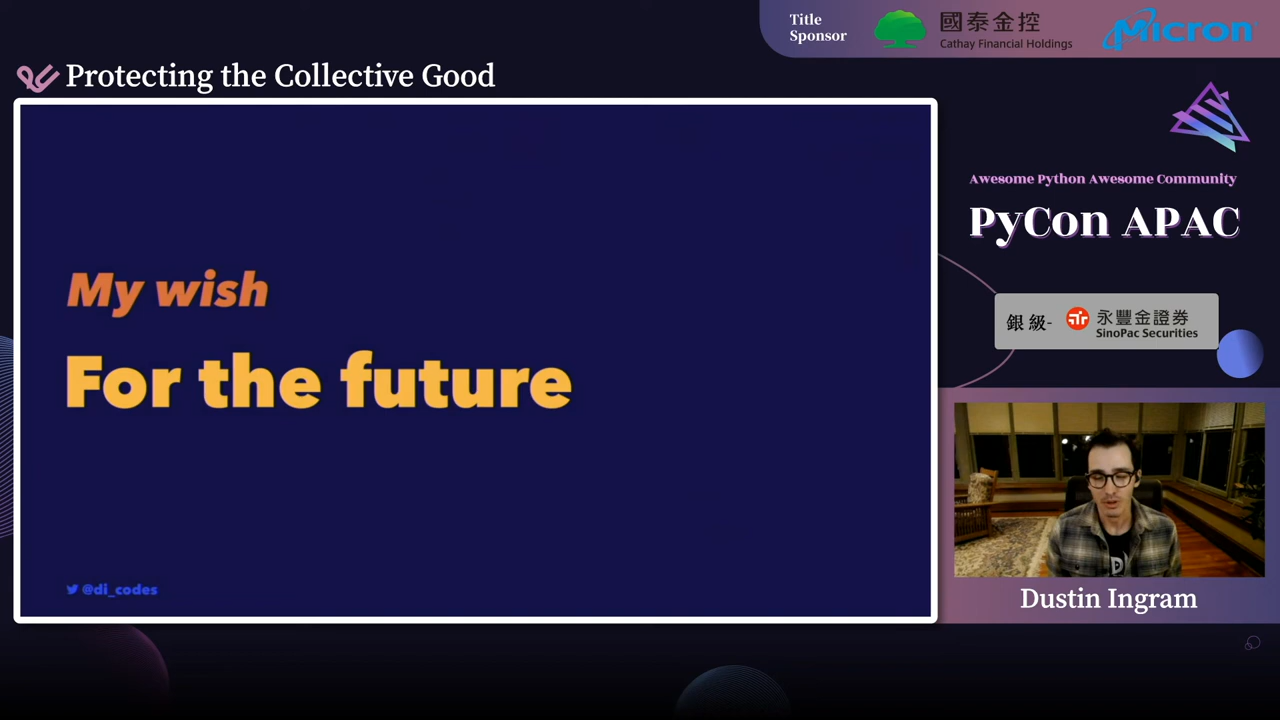 Title
Sponsor
國泰金控
Cathay Financial Holdings
Micron
Protecting the Collective Good
Awesome Python Awesome Community
PyCon APAC
銀級-
永豐金證券
SinoPac Securities
My wish
For the future
@di_codes
Dustin Ingram